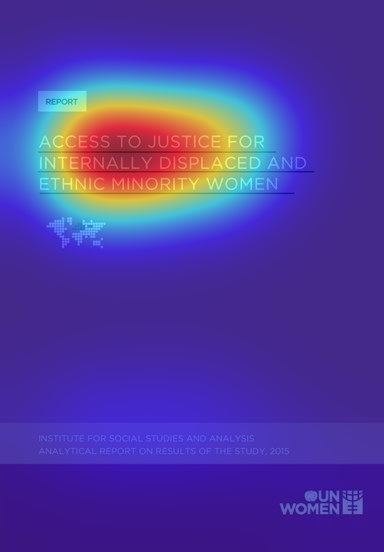 REPORT
ACCESS TO JUSTICE FOR
INTERNALLY DISPLACED AND
ETHNIC MINORITY WOMEN
INSTITUTE FOR SOCIAL STUDIES AND ANALYSIS
ANALYTICAL REPORT ON RESULTS OF THE STUDY, 2015
UN
WOMEN